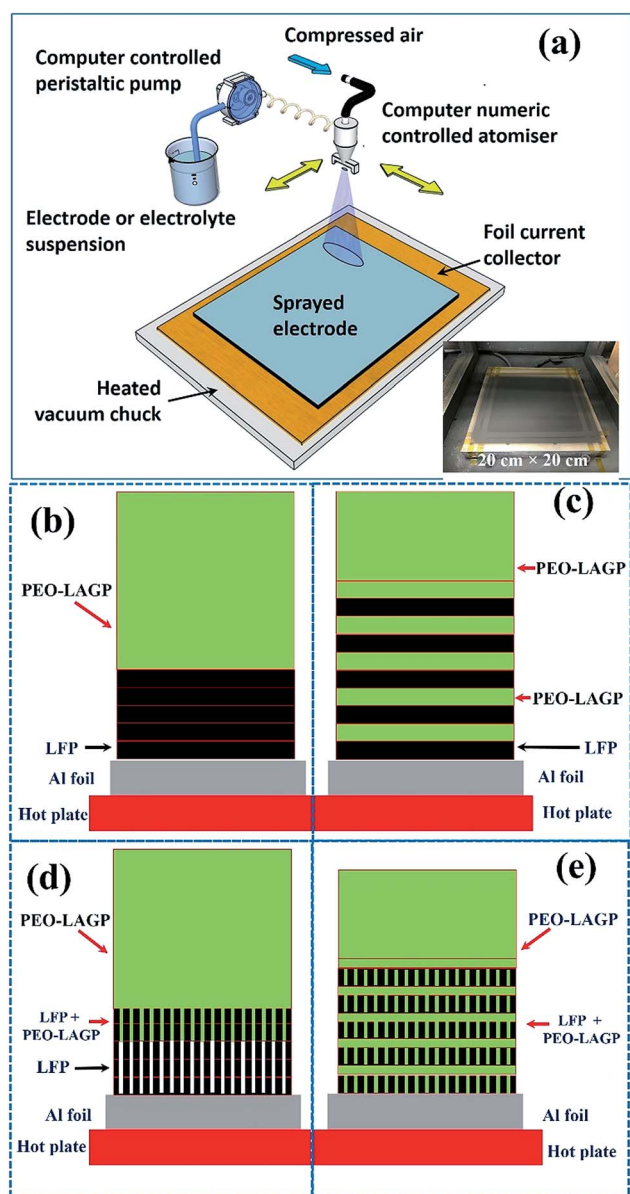 (a)
Compressed air
Computer controlled
peristaltic pump
Computer numeric
controlled atomiser
Electrode or electrolyte
suspension
Foil current
collector
Sprayed
electrode
Heated
vacuum chuck
20 cm × 20 cm
(b)
PEO-LAGP
LFP
Al foil
Hot plate
(c)
PEO-LAGP
PEO-LAGP
LFP
Al foil
Hot plate
(d)
PEO-LAGP
LFP +
PEO-LAGP
LFP
Al foil
Hot plate
(e)
PEO-LAGP
LFP +
PEO-LAGP
Al foil
Hot plate